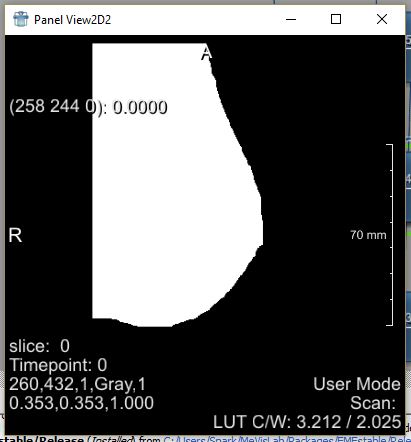 Panel View2D2
A
(258 244 0): 0.0000
R
70 mm
slice: 0
Timepoint: 0
260,432,1,Gray,1
0.353,0.353,1.000
User Mode
Scan:
LUT C/W: 3.212 / 2.025
stable/Release (Installed) from C:/Users/Spark/MeVisLab/Packages/FMEstable/Rele